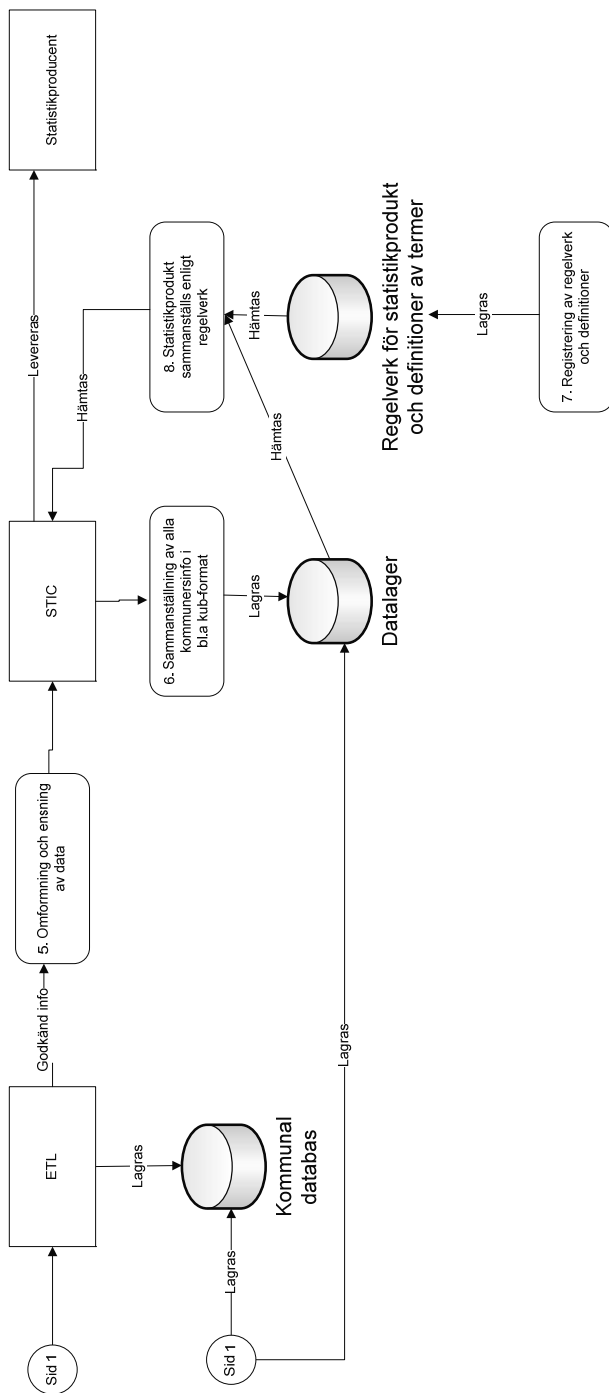 Sid 1
ETL
Godkänd info
5. Omformning och ensning
av data
STIC
Levereras
Statistikproducent
Lagras
Kommunal
databas
Sid 1
Lagras
Lagras
6. Sammanställning av alla
kommunersinfo i
bl.a kub-format
Lagras
Datalager
Hämtas
Hämtas
8. Statistikprodukt
sammanställs enligt
regelverk
Hämtas
Regelverk för statistikprodukt
och definitioner av termer
Lagras
7. Registrering av regelverk
och definitioner